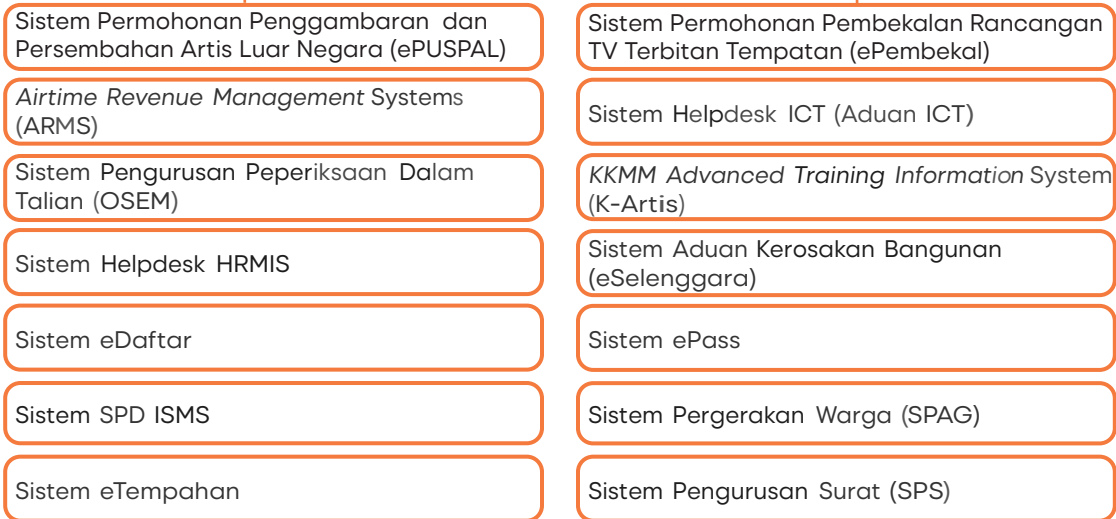 Sistem Permohonan Penggambaran dan
Persembahan Artis Luar Negara (ePUSPAL)
Airtime Revenue Management Systems
(ARMS)
Sistem Pengurusan Peperiksaan Dalam
Talian (OSEM)
Sistem Helpdesk HRMIS
Sistem eDaftar
Sistem SPD ISMS
Sistem eTempahan
Sistem Permohonan Pembekalan Rancangan
TV Terbitan Tempatan (ePembekal)
Sistem Helpdesk ICT (Aduan ICT)
KKMM Advanced Training Information System
(K-Artis)
Sistem Aduan Kerosakan Bangunan
(eSelenggara)
Sistem ePass
Sistem Pergerakan Warga (SPAG)
Sistem Pengurusan Surat (SPS)